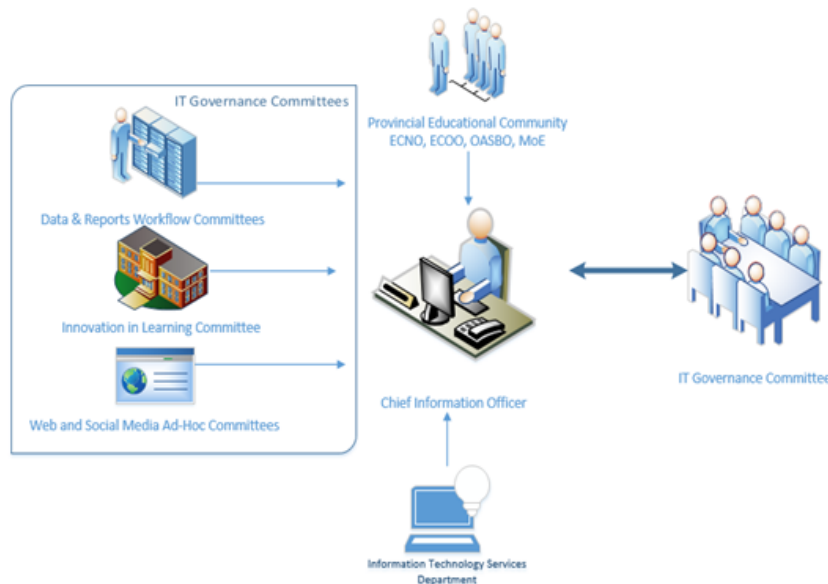 IT Governance Committees
Provincial Educational Community
ECNO, ECOO, OASBO, MoE
Data & Reports Workflow Committees
Innovation in Learning Committee
Web and Social Media Ad-Hoc Committees
Chief Information Officer
IT Governance Committee
Information Technology Services
Department